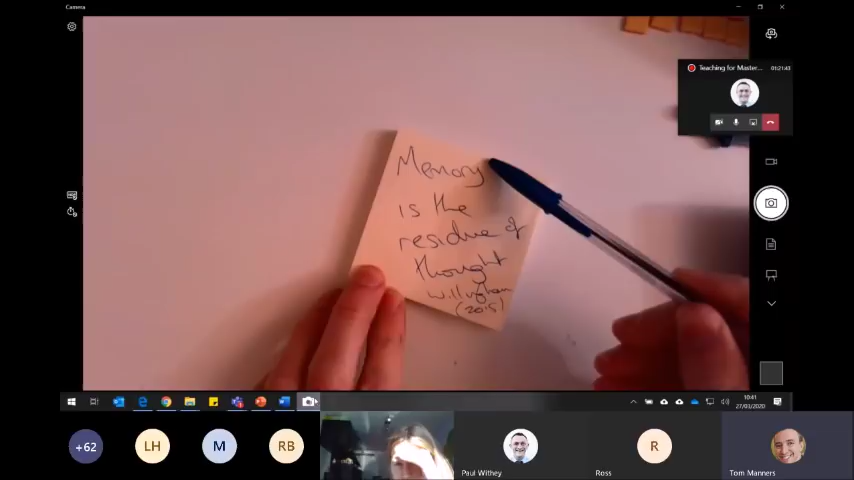 Camera
Teaching for Master...
01:21:43
Memory
is the
residue of
thought
Willingham
(2015)
10:41
27/03/2020
+62
LH
M
RB
Paul Withey
Ross
R
Tom Manners